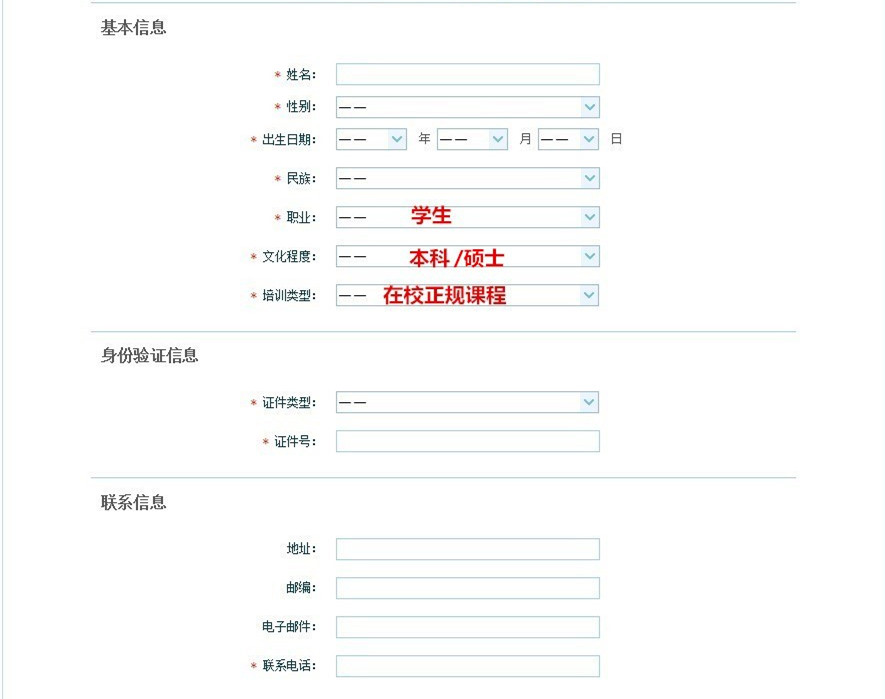 基本信息
* 姓名：
* 性别： ——
* 出生日期： —— 年 —— 月 —— 日
* 民族： ——
* 职业： —— 学生
* 文化程度： —— 本科/硕士
* 培训类型： —— 在校正规课程
身份验证信息
* 证件类型： ——
* 证件号：
联系信息
地址：
邮编：
电子邮件：
* 联系电话：